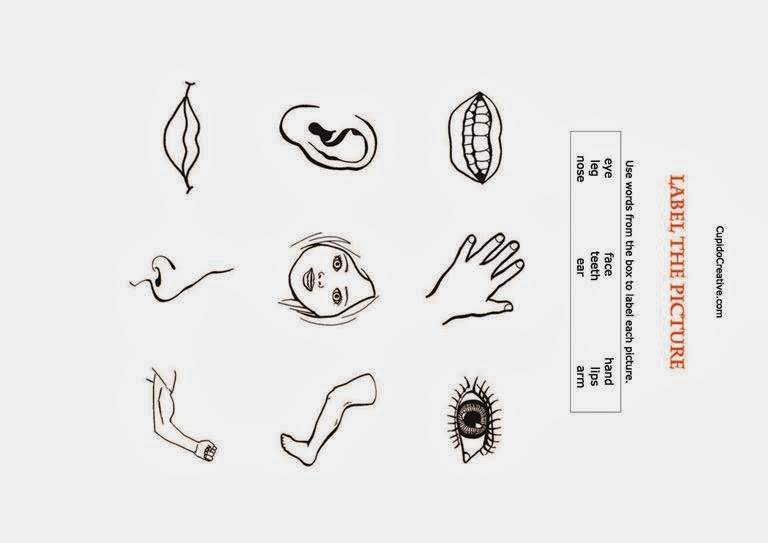 CupidoCreative.com
LABEL THE PICTURE
Use words from the box to label each picture.
eye face hand
leg teeth lips
nose ear arm